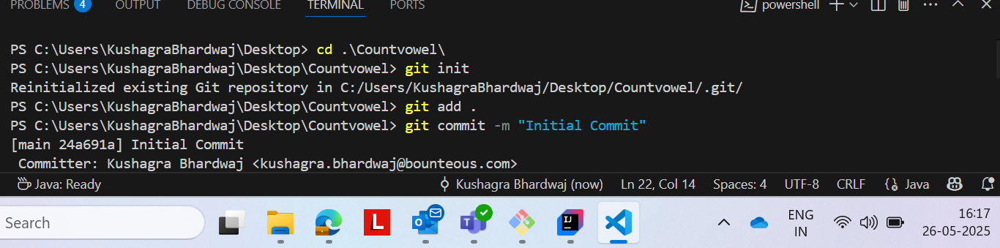 PROBLEMS 4 OUTPUT DEBUG CONSOLE TERMINAL PORTS powershell
PS C:\Users\KushagraBhardwaj\Desktop> cd .\Countvowel\
PS C:\Users\KushagraBhardwaj\Desktop\Countvowel> git init
Reinitialized existing Git repository in C:/Users/KushagraBhardwaj/Desktop/Countvowel/.git/
PS C:\Users\KushagraBhardwaj\Desktop\Countvowel> git add .
PS C:\Users\KushagraBhardwaj\Desktop\Countvowel> git commit -m "Initial Commit"
[main 24a691a] Initial Commit
 Committer: Kushagra Bhardwaj <kushagra.bhardwaj@bounteous.com>
Java: Ready Kushagra Bhardwaj (now) Ln 22, Col 14 Spaces: 4 UTF-8 CRLF Java
Search L IJ ENG 16:17
IN 26-05-2025